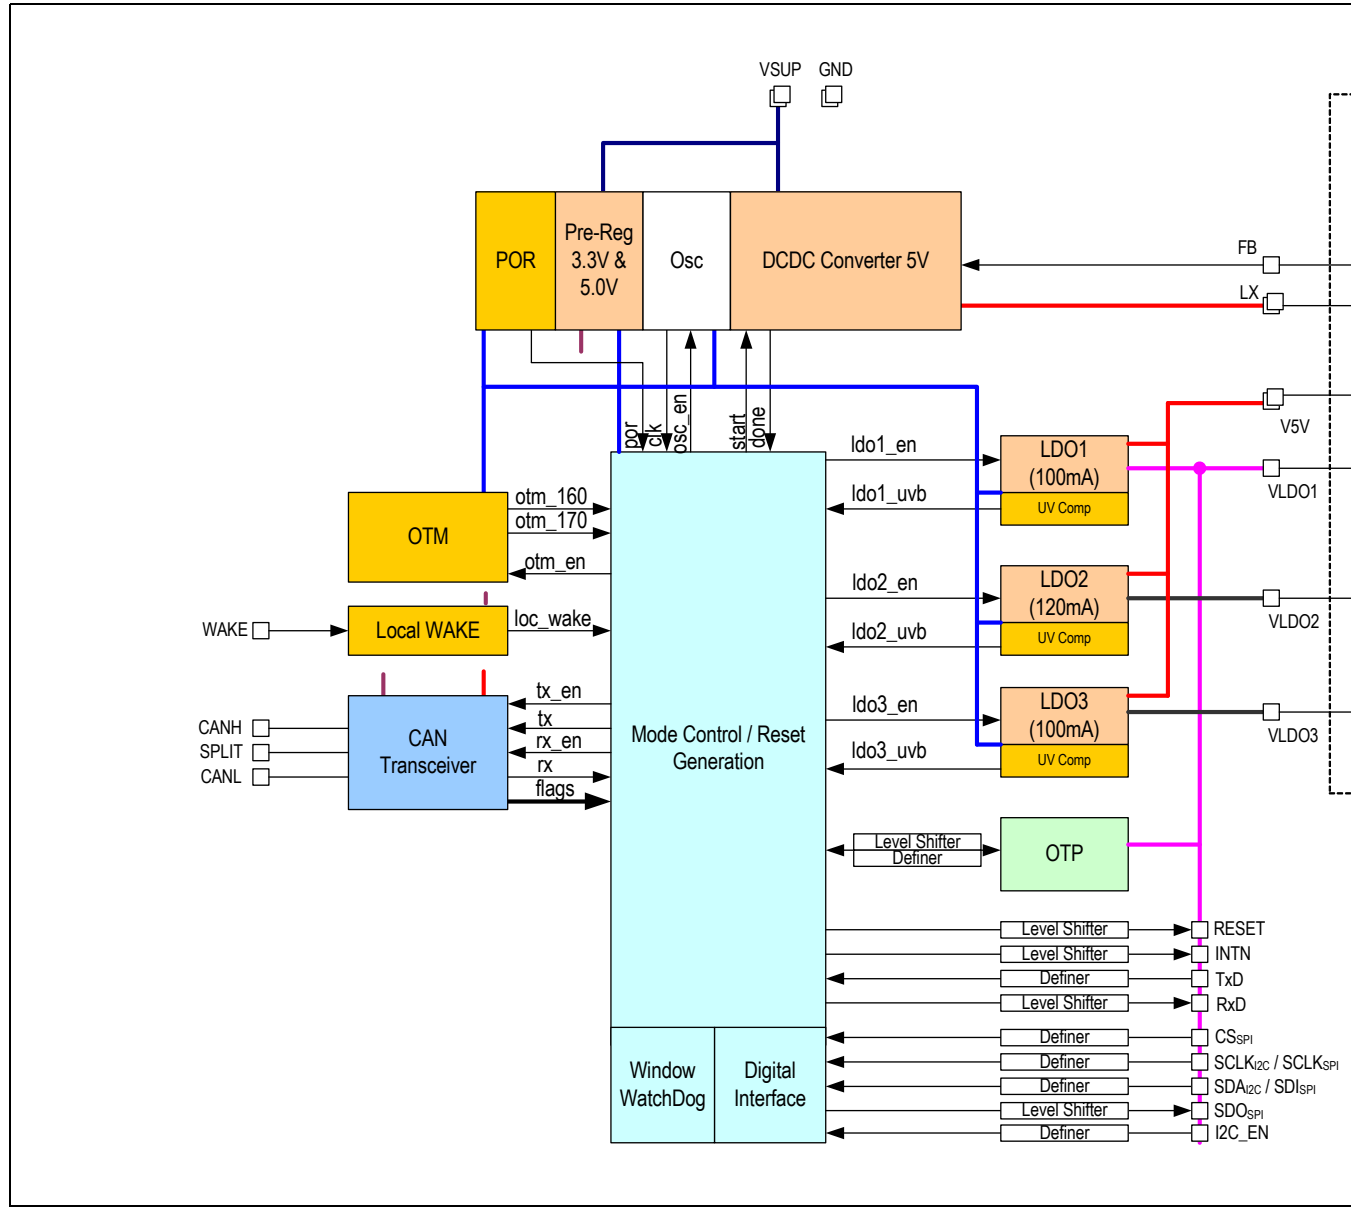 VSUP GND
POR
Pre-Reg
3.3V &
5.0V
Osc
DCDC Converter 5V
FB
LX
V5V
VLDO1
VLDO2
VLDO3
por
clk
osc_en
start
done
ldo1_en
ldo1_uvb
LDO1
(100mA)
UV Comp
ldo2_en
ldo2_uvb
LDO2
(120mA)
UV Comp
ldo3_en
ldo3_uvb
LDO3
(100mA)
UV Comp
OTM
otm_160
otm_170
otm_en
WAKE
Local WAKE
loc_wake
CANH
SPLIT
CANL
CAN
Transceiver
tx_en
tx
rx_en
rx
flags
Mode Control / Reset
Generation
Level Shifter
Definer
OTP
Level Shifter RESET
Level Shifter INTN
Definer TxD
Level Shifter RxD
Definer CSSPI
Definer SCLKI2C / SCLKSPI
Definer SDAI2C / SDISPI
Level Shifter SDOSPI
Definer I2C_EN
Window
WatchDog
Digital
Interface